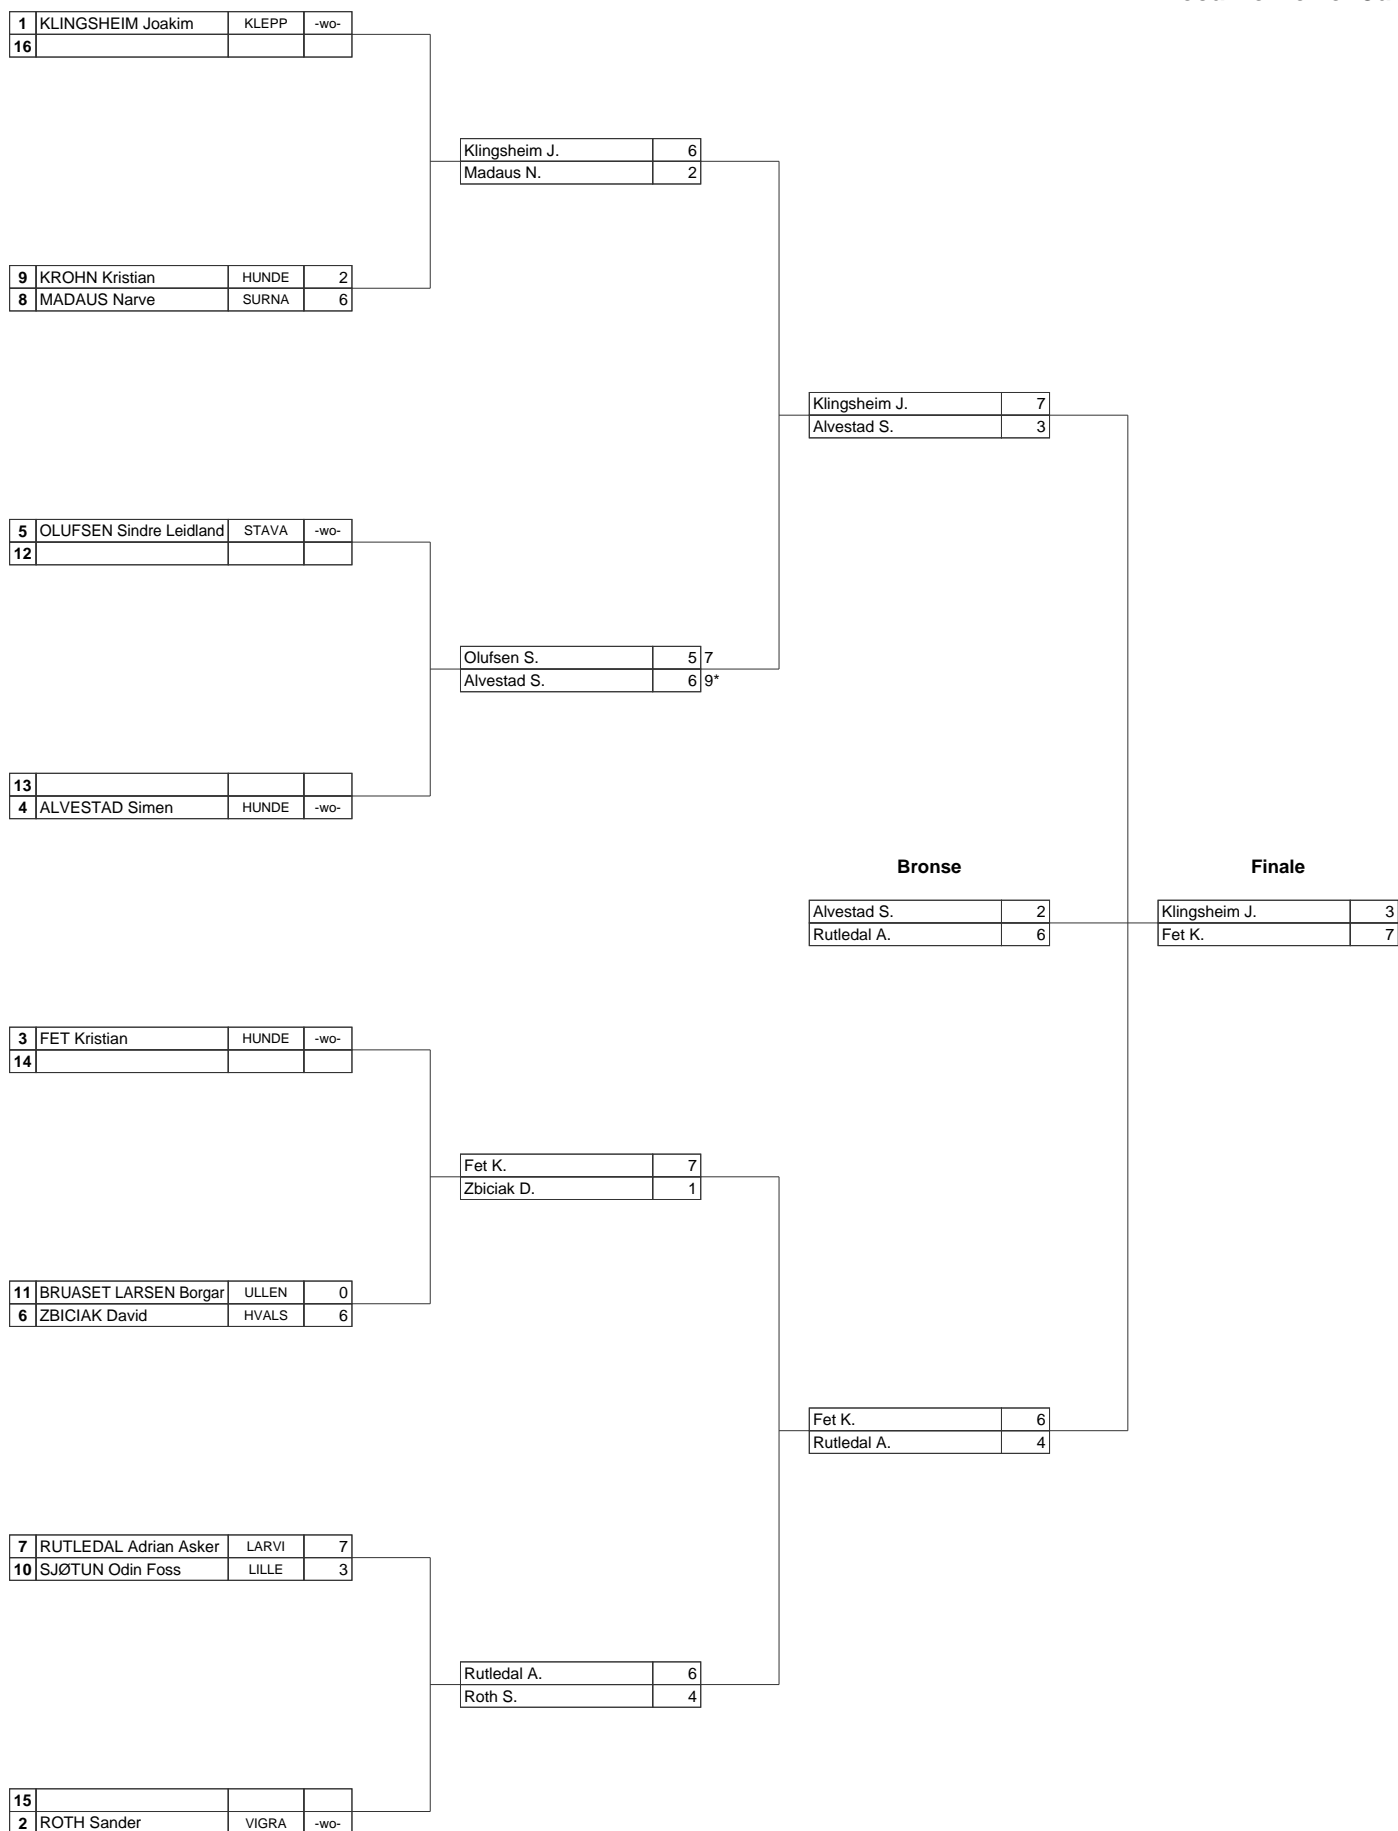 1 KLINGSHEIM Joakim KLEPP -wo-
16
Klingsheim J. 6
Madaus N. 2
9 KROHN Kristian HUNDE 2
8 MADAUS Narve SURNA 6
Klingsheim J. 7
Alvestad S. 3
5 OLUFSEN Sindre Leidland STAVA -wo-
12
Olufsen S. 5 7
Alvestad S. 6 9*
13
4 ALVESTAD Simen HUNDE -wo-
Bronse Finale
Alvestad S. 2 Klingsheim J. 3
Rutledal A. 6 Fet K. 7
3 FET Kristian HUNDE -wo-
14
Fet K. 7
Zbiciak D. 1
11 BRUASET LARSEN Borgar ULLEN 0
6 ZBICIAK David HVALS 6
Fet K. 6
Rutledal A. 4
7 RUTLEDAL Adrian Asker LARVI 7
10 SJØTUN Odin Foss LILLE 3
Rutledal A. 6
Roth S. 4
15
2 ROTH Sander VIGRA -wo-